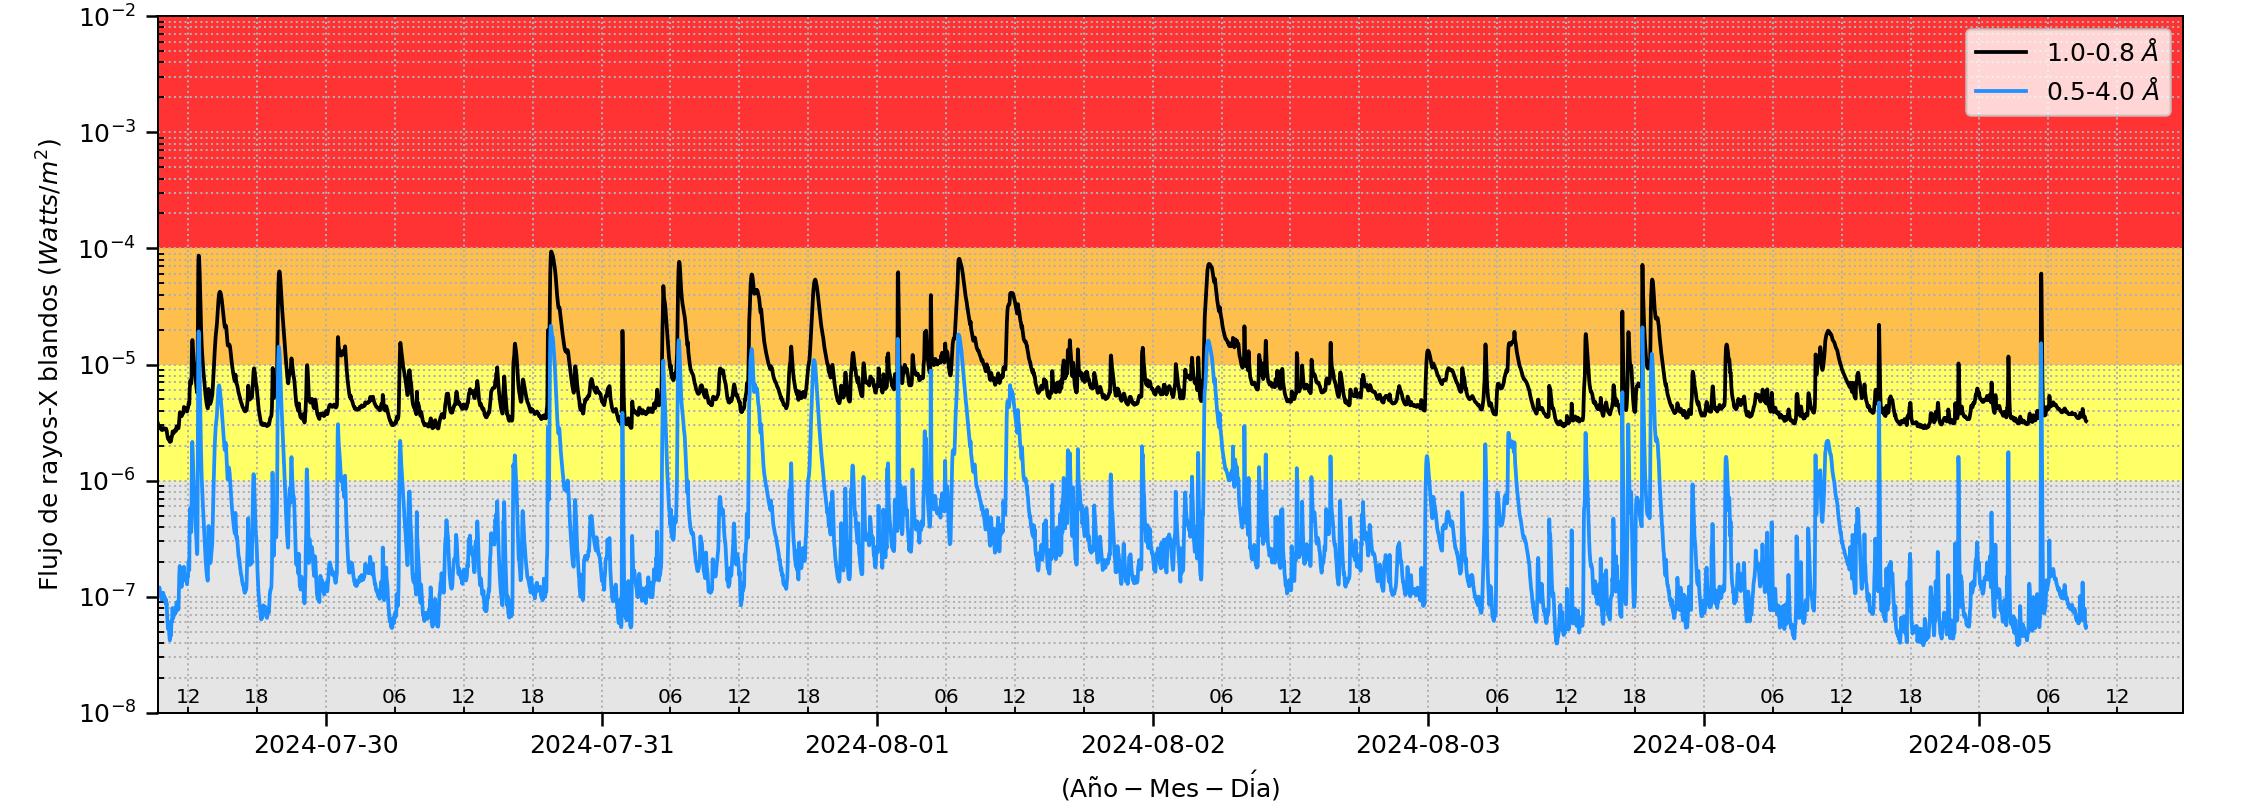 10⁻²
10⁻³
10⁻⁴
10⁻⁵
10⁻⁶
10⁻⁷
10⁻⁸
Flujo de rayos-X blandos (Watts/m²)
1.0-0.8 Å
0.5-4.0 Å
12 18 06 12 18 06 12 18 06 12 18 06 12 18 06 12 18 06 12 18 06 12
2024-07-30 2024-07-31 2024-08-01 2024-08-02 2024-08-03 2024-08-04 2024-08-05
(Año − Mes − Día)